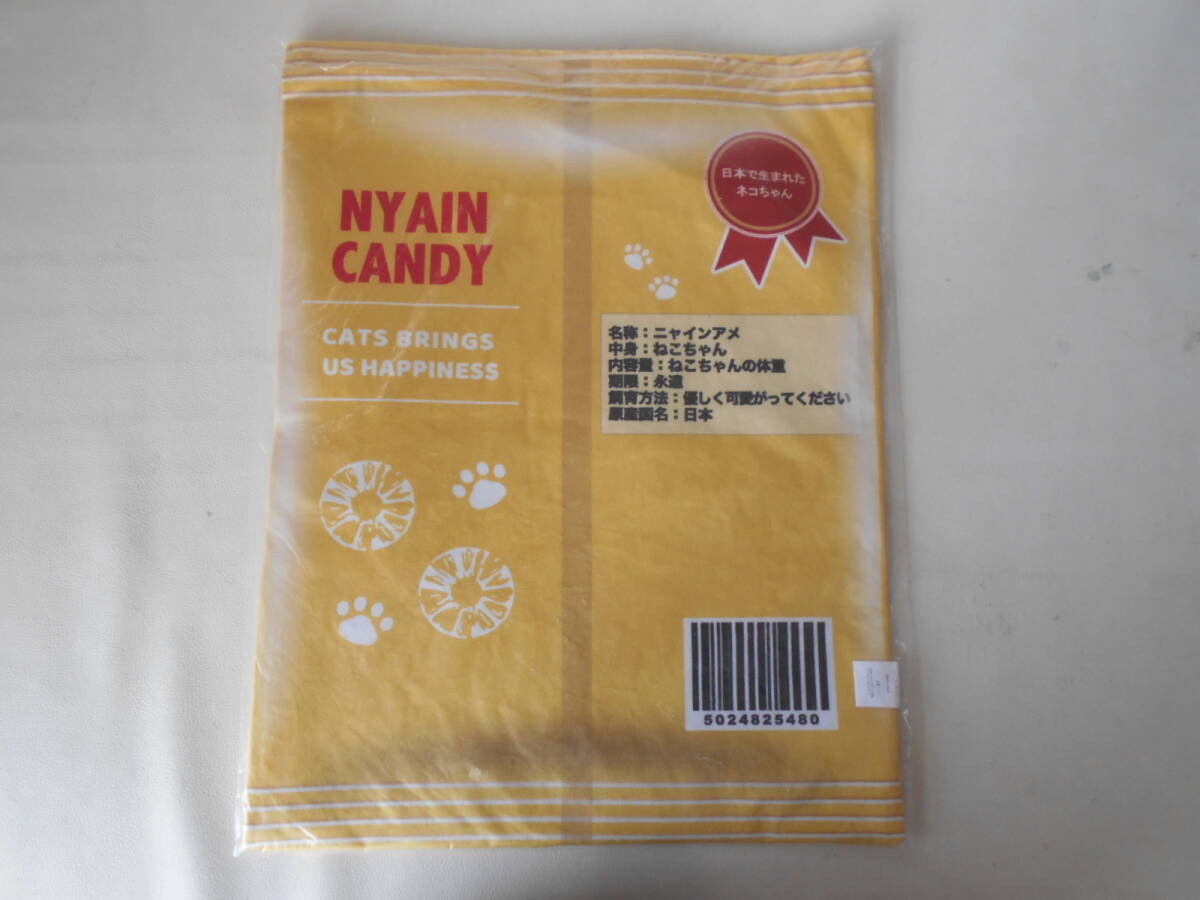 NYAIN
CANDY
CATS BRINGS
US HAPPINESS
日本で生まれた
ネコちゃん
名称：ニャインアメ
中身：ねこちゃん
内容量：ねこちゃんの体重
期限：永遠
飼育方法：優しく可愛がってください
原産国名：日本
5024825480